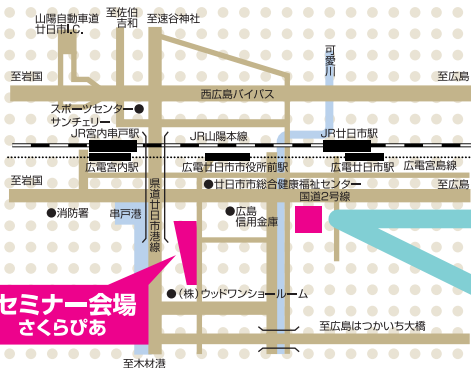 山陽自動車道
廿日市I.C.
至佐伯
吉和
至速谷神社
可愛川
至岩国
西広島バイパス
至広島
スポーツセンター
サンチェリー
JR宮内串戸駅
JR山陽本線
JR廿日市駅
広電宮内駅
広電廿日市市役所前駅
広電廿日市駅
広電宮島線
至岩国
廿日市市総合健康福祉センター
至広島
国道2号線
消防署
串戸港
県道廿日市港線
広島
信用金庫
(株)ウッドワンショールーム
セミナー会場
さくらぴあ
至広島はつかいち大橋
至木材港